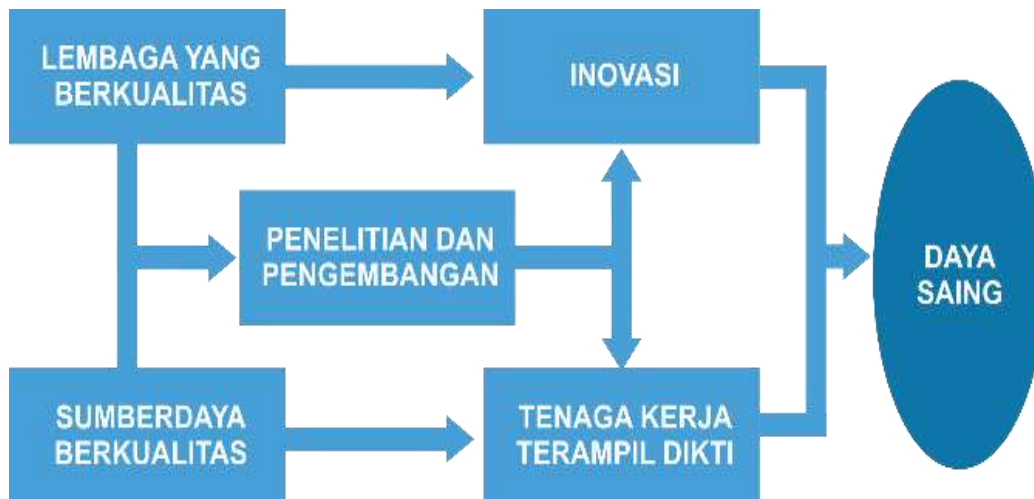 LEMBAGA YANG
BERKUALITAS
INOVASI
PENELITIAN DAN
PENGEMBANGAN
DAYA
SAING
SUMBERDAYA
BERKUALITAS
TENAGA KERJA
TERAMPIL DIKTI